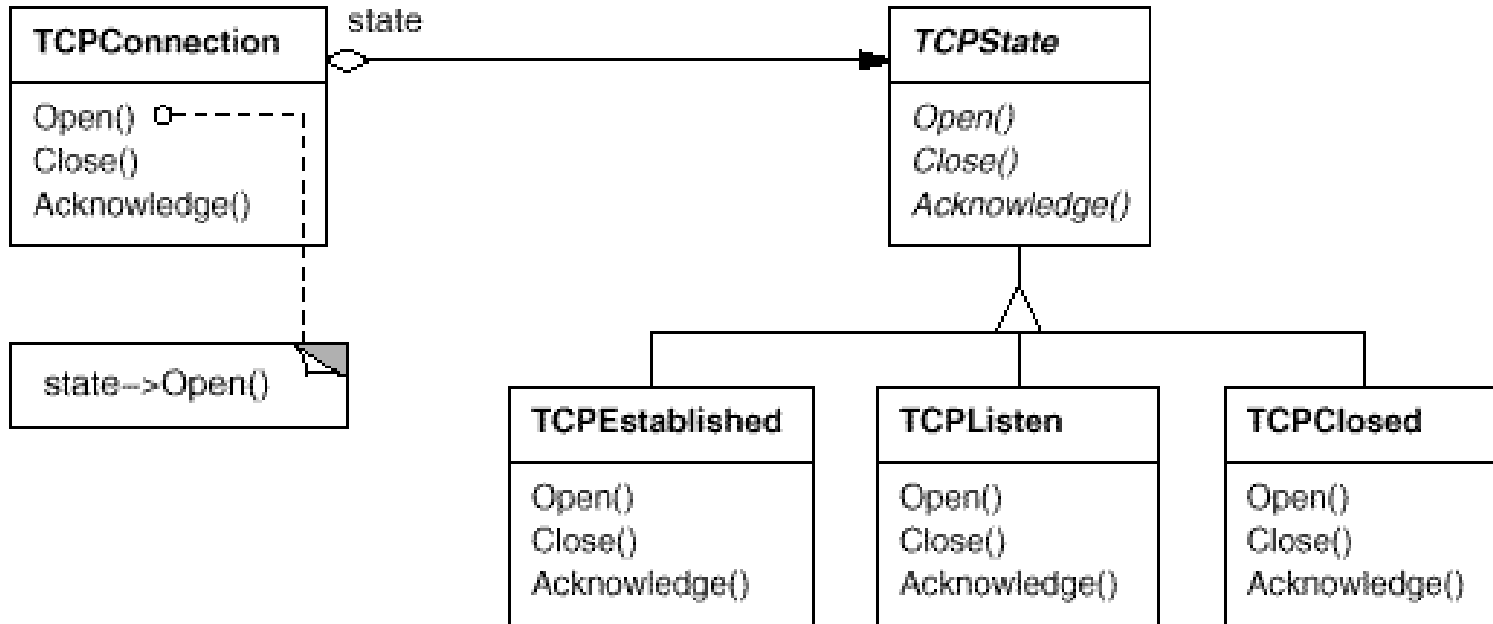 TCPConnection
Open()
Close()
Acknowledge()
state
TCPState
Open()
Close()
Acknowledge()
state-->Open()
TCPEstablished
Open()
Close()
Acknowledge()
TCPListen
Open()
Close()
Acknowledge()
TCPClosed
Open()
Close()
Acknowledge()